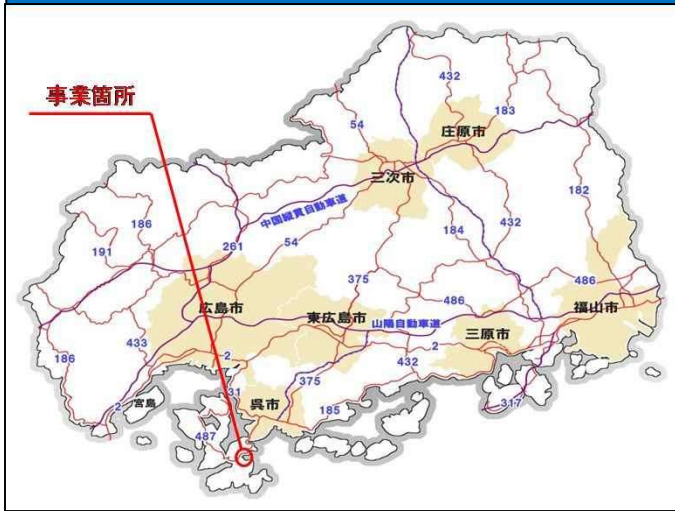 事業箇所
432
183
54
庄原市
三次市
182
中国縦貫自動車道
186
184
432
191
261
54
375
486
486
広島市
東広島市
山陽自動車道
三原市
福山市
433
2
2
432
186
31
375
185
317
2
宮島
呉市
487